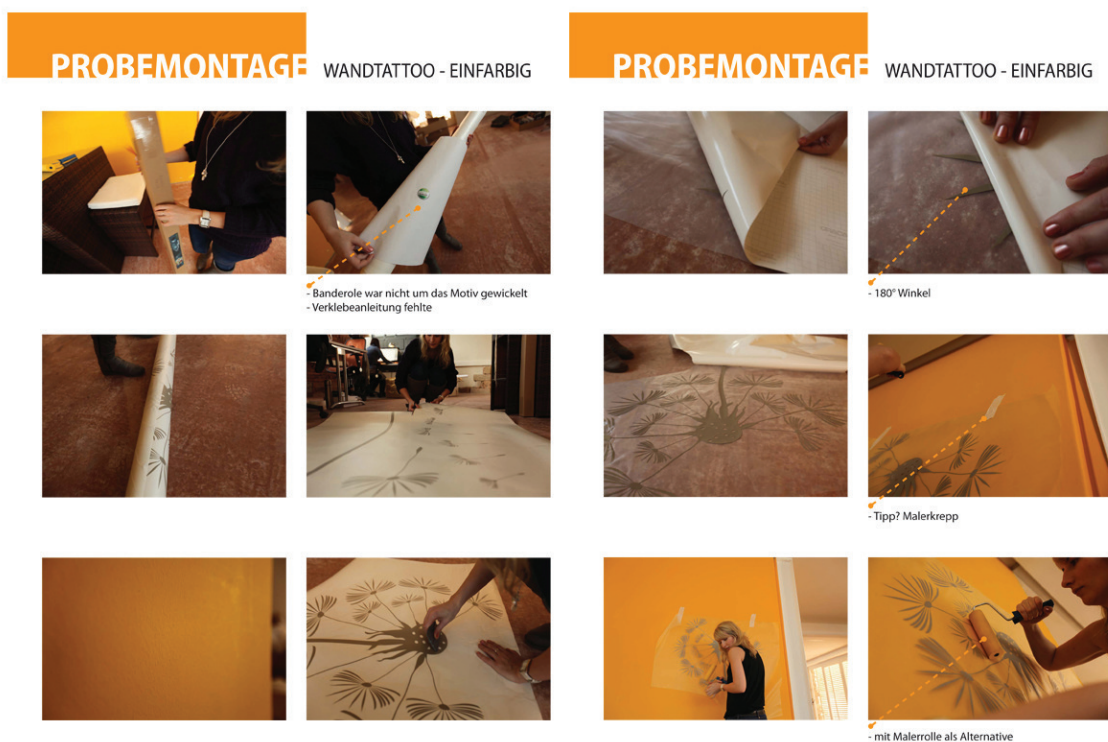 PROBEMONTAGE WANDTATTOO - EINFARBIG
- Banderole war nicht um das Motiv gewickelt
- Verklebeanleitung fehlte
PROBEMONTAGE WANDTATTOO - EINFARBIG
- 180° Winkel
- Tipp? Malerkrepp
- mit Malerrolle als Alternative